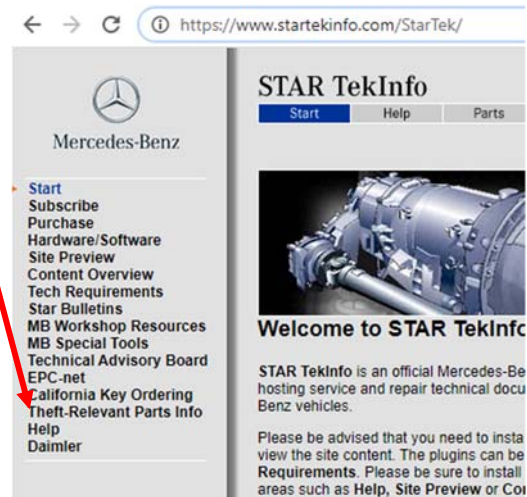 https://www.startekinfo.com/StarTek/
Mercedes-Benz
Start
Subscribe
Purchase
Hardware/Software
Site Preview
Content Overview
Tech Requirements
Star Bulletins
MB Workshop Resources
MB Special Tools
Technical Advisory Board
EPC-net
California Key Ordering
Theft-Relevant Parts Info
Help
Daimler
STAR TekInfo
Start Help Parts
Welcome to STAR TekInfo
STAR TekInfo is an official Mercedes-Be
hosting service and repair technical docu
Benz vehicles.
Please be advised that you need to insta
view the site content. The plugins can be
Requirements. Please be sure to install
areas such as Help, Site Preview or Co